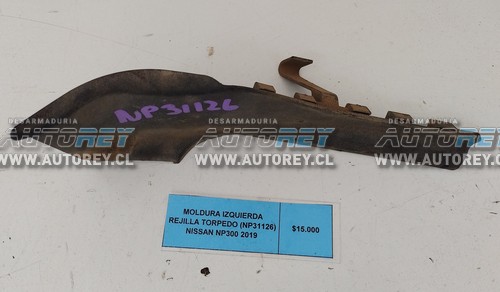 NP31126
DESARMADURIA
AUTOREY
WWW.AUTOREY.CL
DESARMADURIA
AUTOREY
WWW.AUTOREY.CL
DESARMADURIA
AUTOREY
WWW.AUTOREY.CL
MOLDURA IZQUIERDA
REJILLA TORPEDO (NP31126)
NISSAN NP300 2019
$15.000